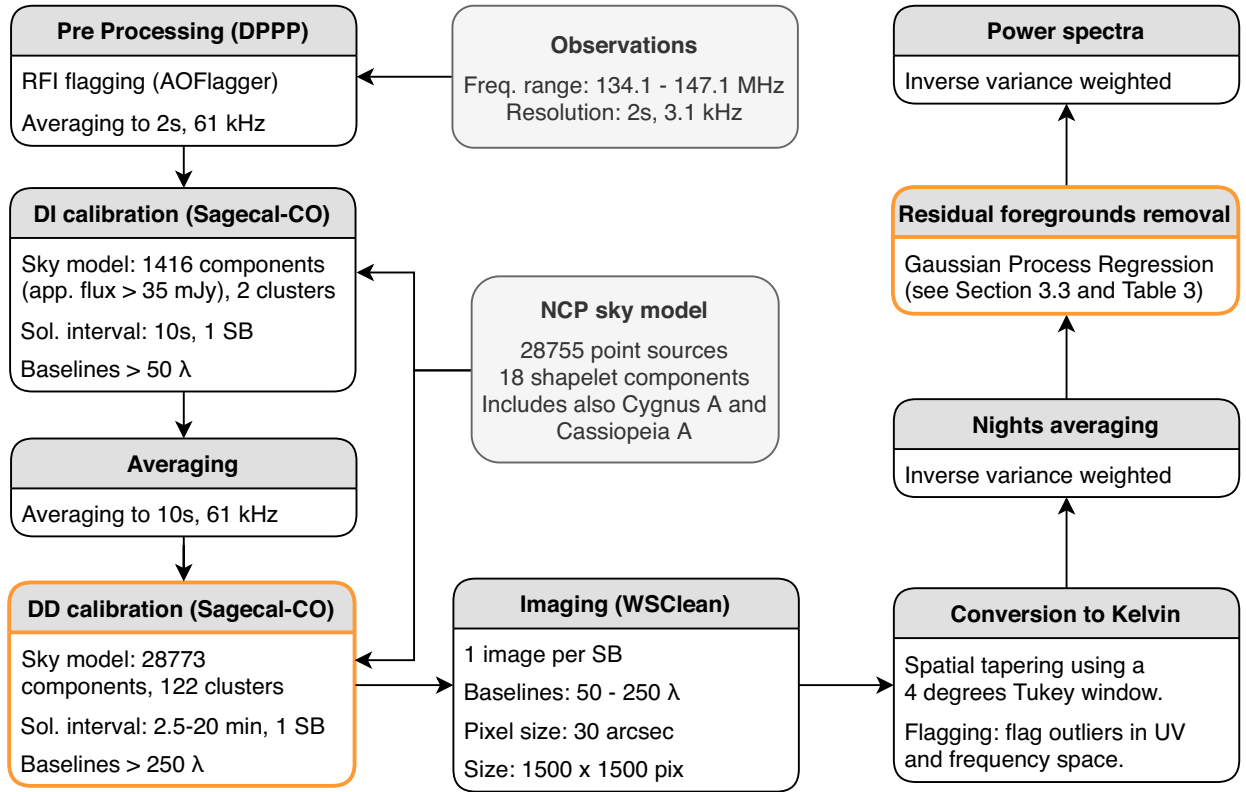 Pre Processing (DPPP)
RFI flagging (AOFlagger)
Averaging to 2s, 61 kHz
Observations
Freq. range: 134.1 - 147.1 MHz
Resolution: 2s, 3.1 kHz
DI calibration (Sagecal-CO)
Sky model: 1416 components
(app. flux > 35 mJy), 2 clusters
Sol. interval: 10s, 1 SB
Baselines > 50 λ
NCP sky model
28755 point sources
18 shapelet components
Includes also Cygnus A and
Cassiopeia A
Averaging
Averaging to 10s, 61 kHz
DD calibration (Sagecal-CO)
Sky model: 28773
components, 122 clusters
Sol. interval: 2.5-20 min, 1 SB
Baselines > 250 λ
Imaging (WSClean)
1 image per SB
Baselines: 50 - 250 λ
Pixel size: 30 arcsec
Size: 1500 x 1500 pix
Conversion to Kelvin
Spatial tapering using a
4 degrees Tukey window.
Flagging: flag outliers in UV
and frequency space.
Nights averaging
Inverse variance weighted
Residual foregrounds removal
Gaussian Process Regression
(see Section 3.3 and Table 3)
Power spectra
Inverse variance weighted